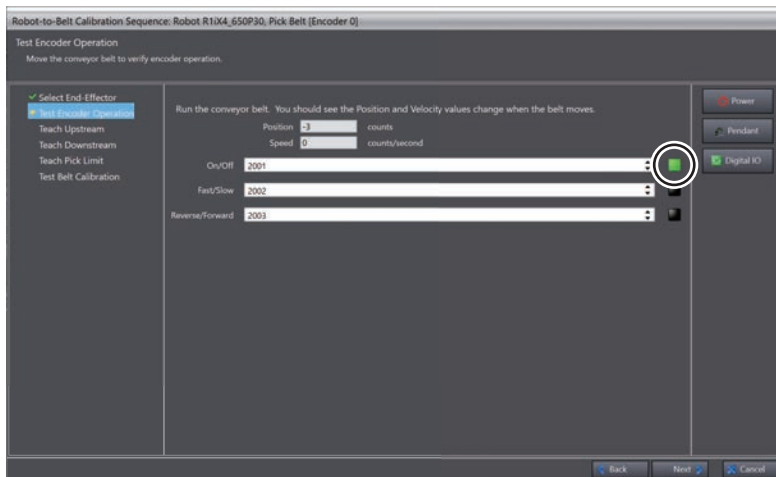 Robot-to-Belt Calibration Sequence: Robot R1iX4_650P30, Pick Belt [Encoder 0]
Test Encoder Operation
Move the conveyor belt to verify encoder operation.
Select End-Effector
Test Encoder Operation
Teach Upstream
Teach Downstream
Teach Pick Limit
Test Belt Calibration
Run the conveyor belt. You should see the Position and Velocity values change when the belt moves.
Position -3 counts
Speed 0 counts/second
On/Off 2001
Fast/Slow 2002
Reverse/Forward 2003
Power
Pendant
Digital IO
Back Next Cancel